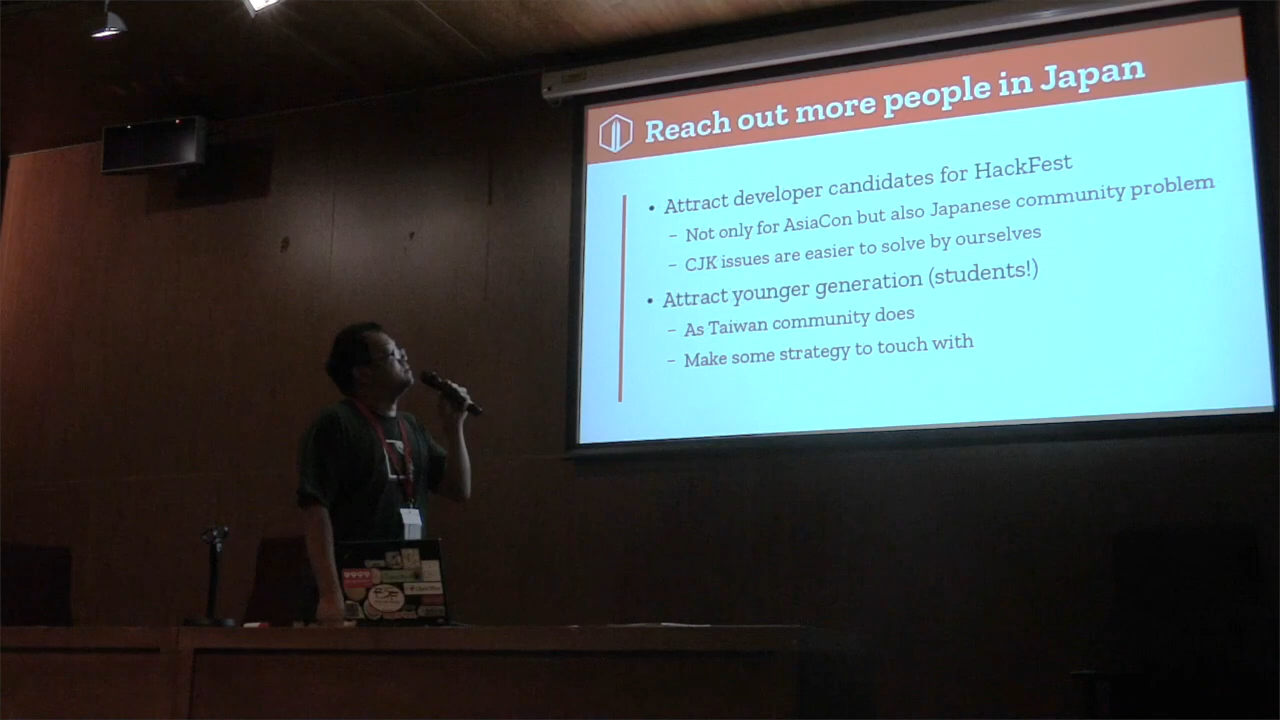 Reach out more people in Japan
• Attract developer candidates for HackFest
– Not only for AsiaCon but also Japanese community problem
– CJK issues are easier to solve by ourselves
• Attract younger generation (students!)
– As Taiwan community does
– Make some strategy to touch with